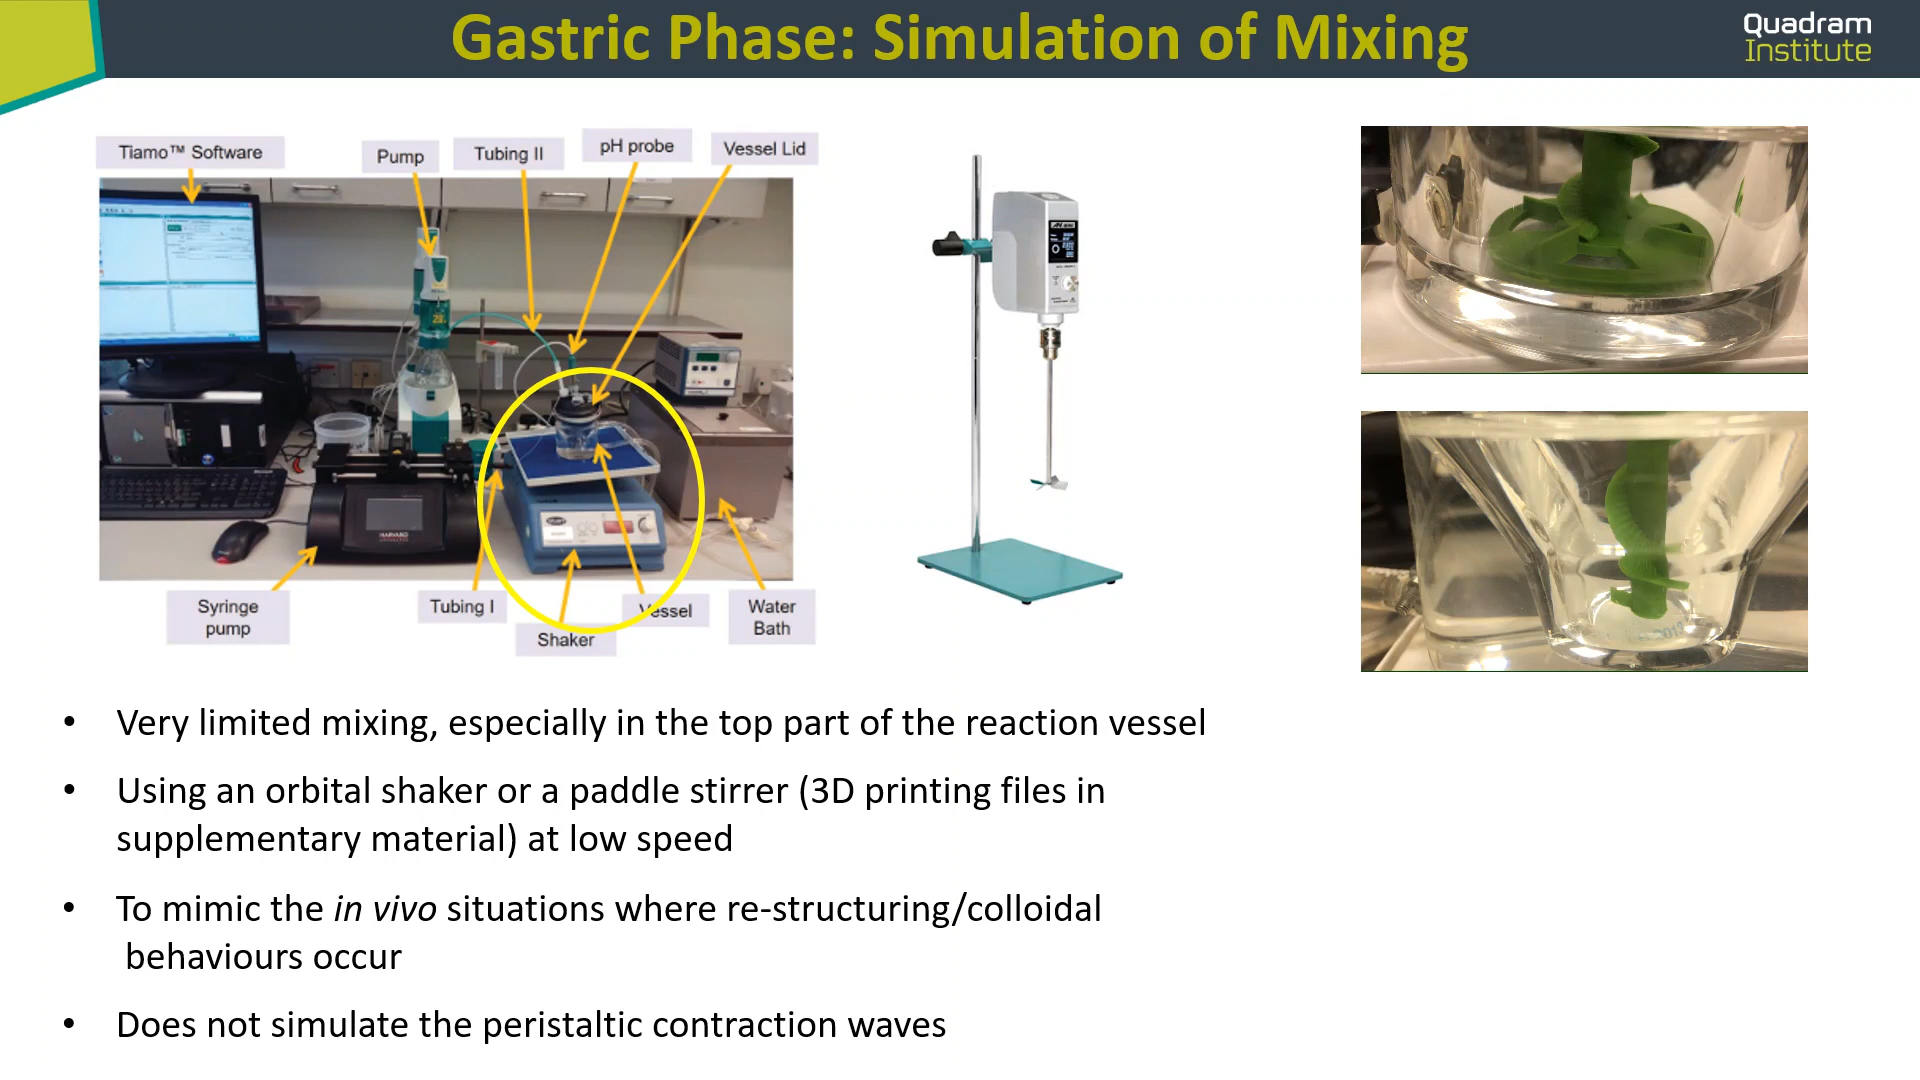 Gastric Phase: Simulation of Mixing
Quadram
Institute
Tiamo™ Software
Pump
Tubing II
pH probe
Vessel Lid
HARVARD
Syringe
pump
Tubing I
Shaker
Vessel
Water
Bath
• Very limited mixing, especially in the top part of the reaction vessel
• Using an orbital shaker or a paddle stirrer (3D printing files in
supplementary material) at low speed
• To mimic the in vivo situations where re-structuring/colloidal
behaviours occur
• Does not simulate the peristaltic contraction waves